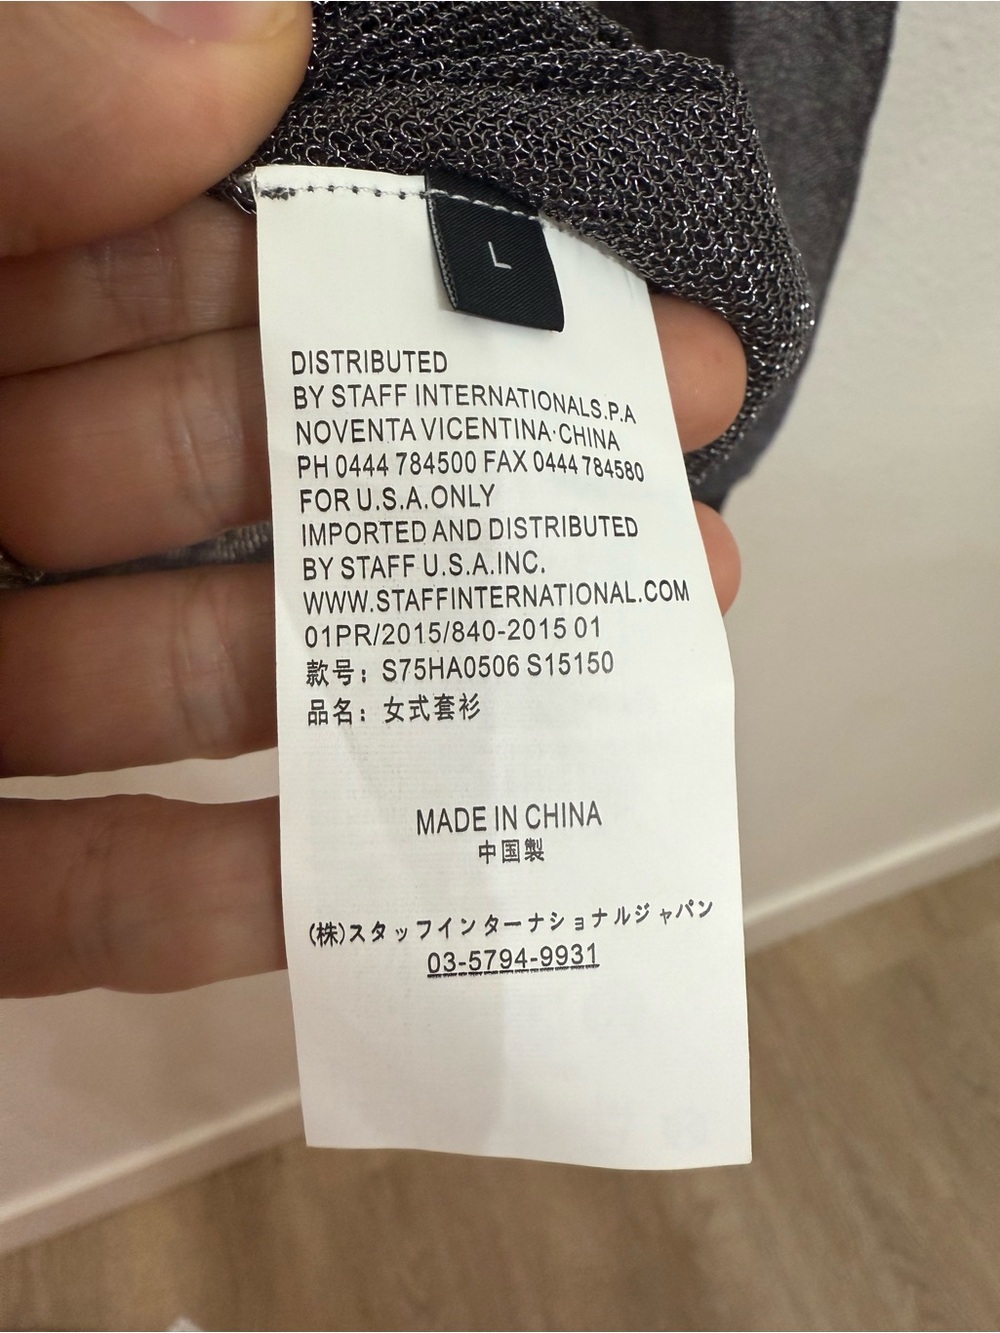 L
DISTRIBUTED
BY STAFF INTERNATIONALS.P.A
NOVENTA VICENTINA·CHINA
PH 0444 784500 FAX 0444 784580
FOR U.S.A.ONLY
IMPORTED AND DISTRIBUTED
BY STAFF U.S.A.INC.
WWW.STAFFINTERNATIONAL.COM
01PR/2015/840-2015 01
款号: S75HA0506 S15150
品名: 女式套衫
MADE IN CHINA
中国製
(株)スタッフインターナショナルジャパン
03-5794-9931